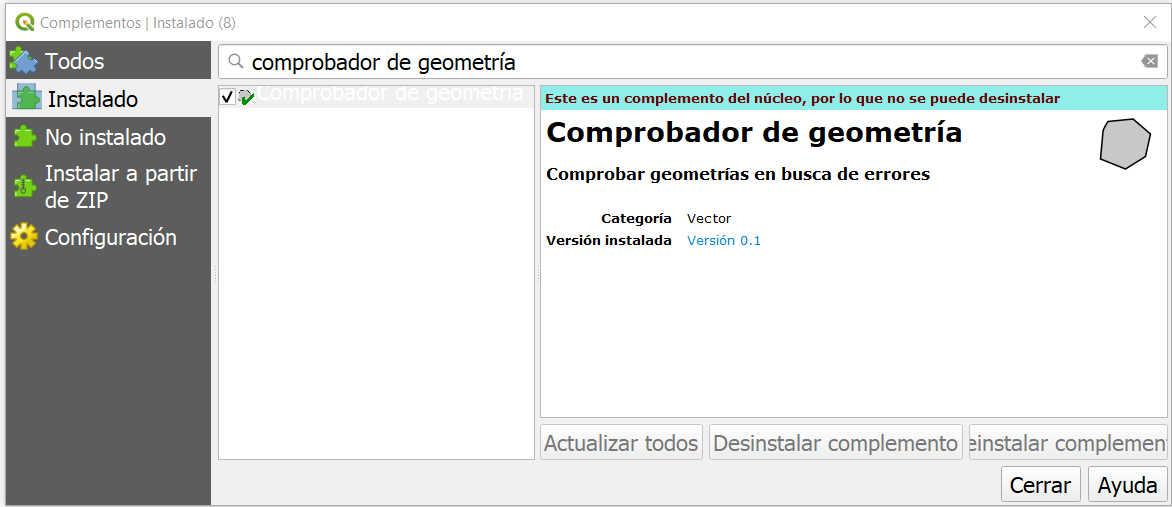 Complementos | Instalado (8)
Todos
Instalado
No instalado
Instalar a partir
de ZIP
Configuración
comprobador de geometría
Comprobador de geometría
Este es un complemento del núcleo, por lo que no se puede desinstalar
Comprobador de geometría
Comprobar geometrías en busca de errores
Categoría Vector
Versión instalada Versión 0.1
Actualizar todos Desinstalar complemento einstalar complemen
Cerrar Ayuda